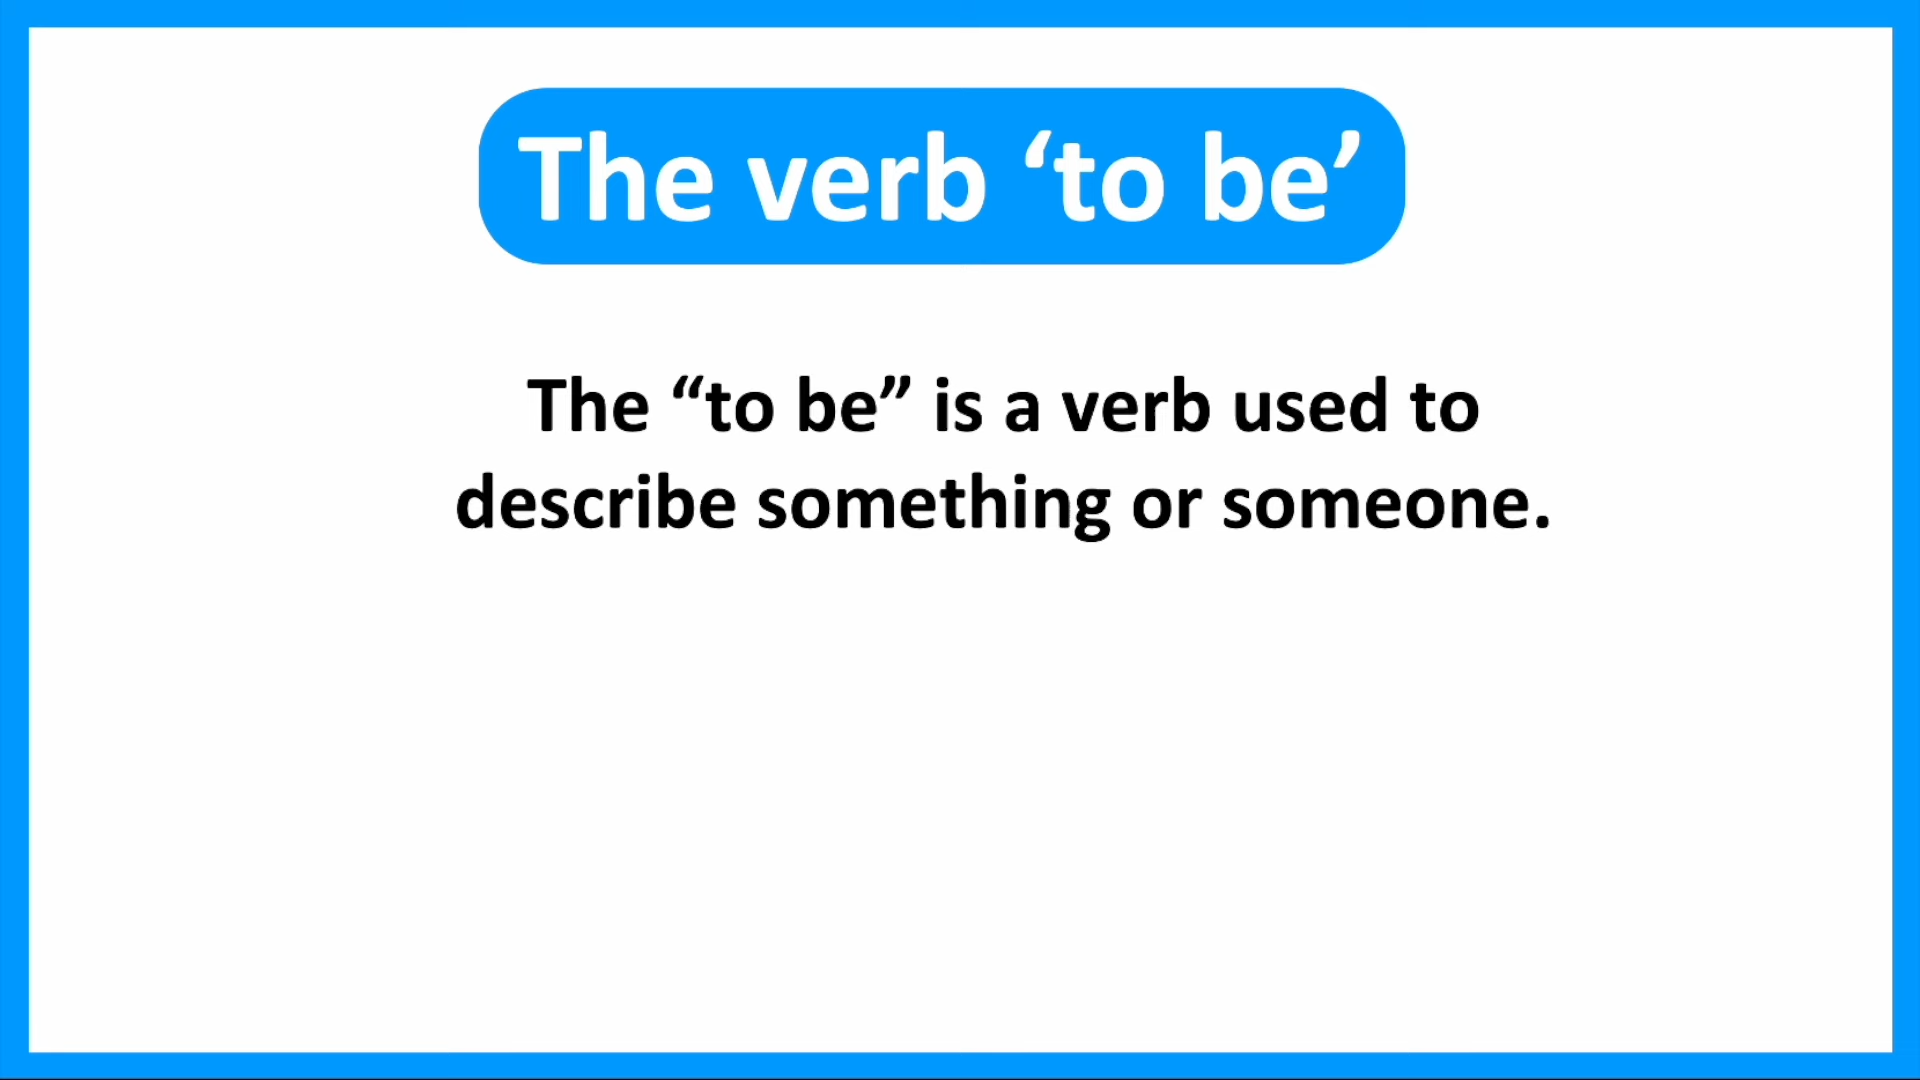 The verb ‘to be’
The “to be” is a verb used to
describe something or someone.